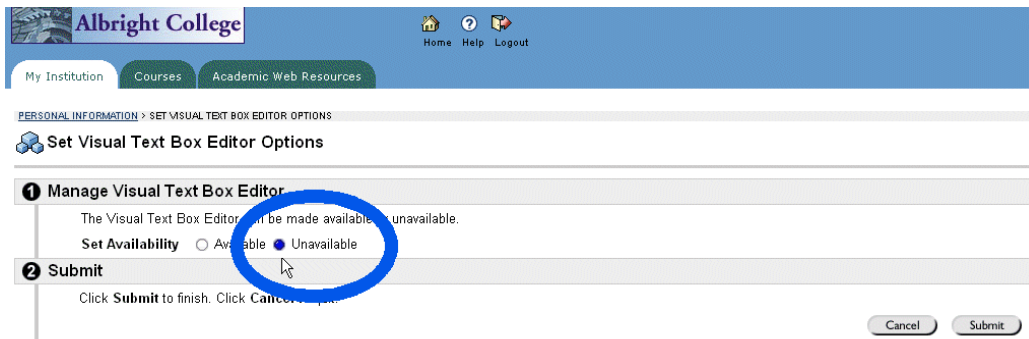 Albright College
Home Help Logout
My Institution Courses Academic Web Resources
PERSONAL INFORMATION > SET VISUAL TEXT BOX EDITOR OPTIONS
Set Visual Text Box Editor Options
1 Manage Visual Text Box Editor
The Visual Text Box Editor be made available unavailable.
Set Availability Available Unavailable
2 Submit
Click Submit to finish. Click Cancel
Cancel Submit